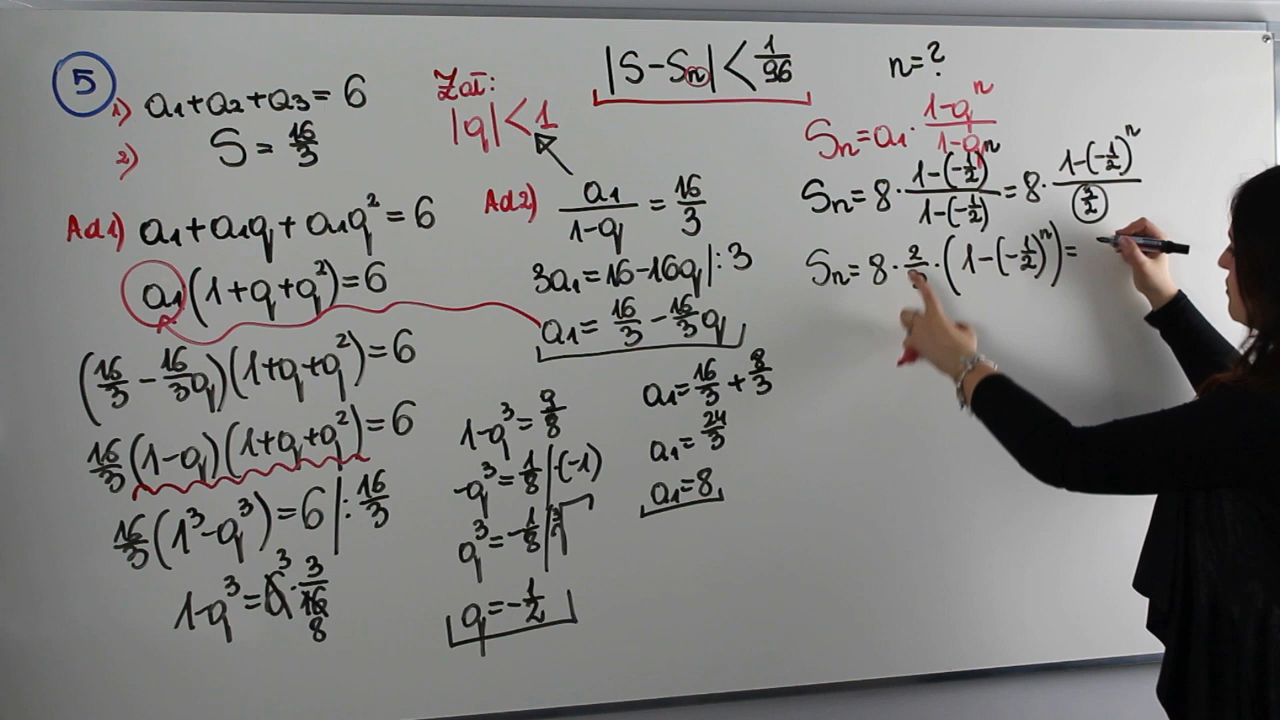 5
1) a1+a2+a3=6
2) S=16/3
Zał:
|q|<1
|S-Sn|<1/96
n=?
Ad1) a1+a1q+a1q²=6
a1(1+q+q²)=6
(16/3-16/3q)(1+q+q²)=6
16/3(1-q)(1+q+q²)=6
16/3(1³-q³)=6|:16/3
1-q³=6³·3/16 8
1-q³=9/8
-q³=1/8|·(-1)
q³=-1/8|³√
q=-1/2
Ad2) a1/1-q=16/3
3a1=16-16q|:3
a1=16/3-16/3q
a1=16/3+8/3
a1=24/3
a1=8
Sn=a1·1-qⁿ/1-q
Sn=8·1-(-1/2)ⁿ/1-(-1/2)=8·1-(-1/2)ⁿ/(3/2)
Sn=8·2/3·(1-(-1/2)ⁿ)=